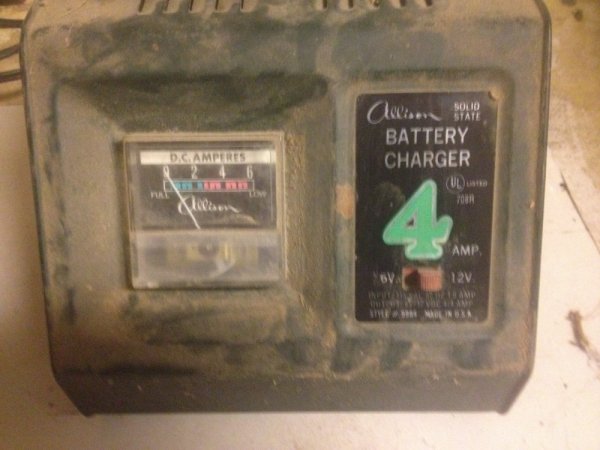 D.C. AMPERES
0 2 4 6
FULL LOW
Allison
Allison SOLID STATE
BATTERY
CHARGER
UL LISTED
708A
4 AMP.
6V. 12V.
MADE IN U.S.A.